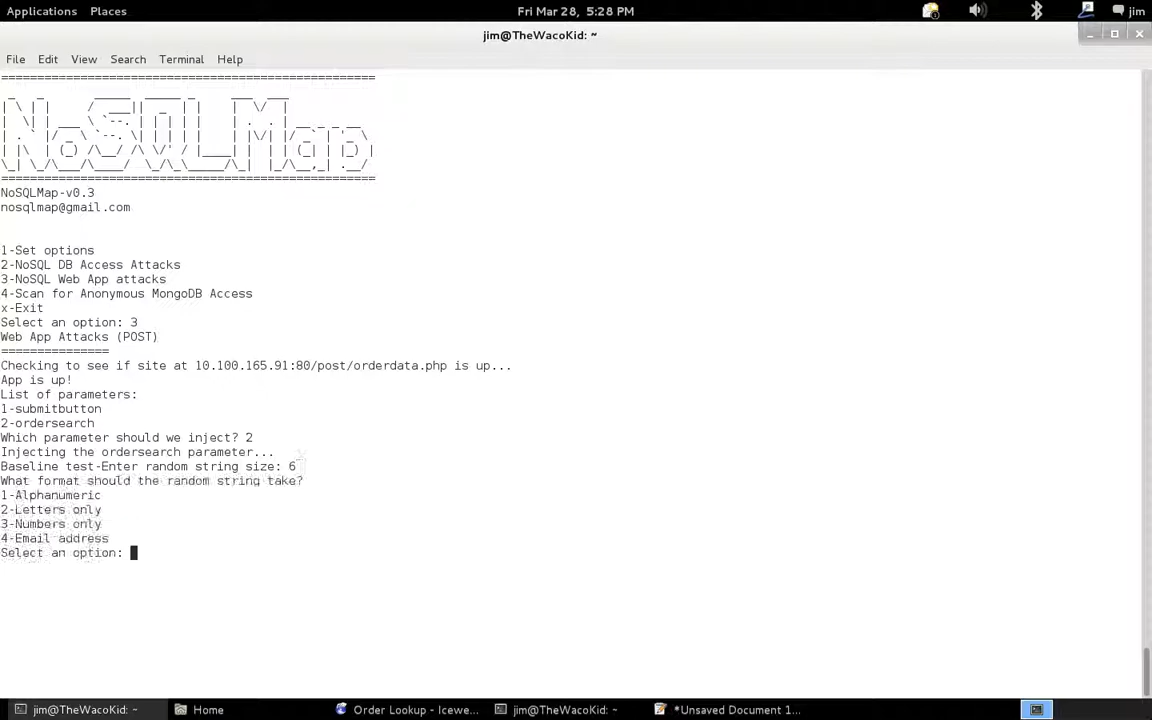 Applications Places Fri Mar 28, 5:28 PM jim
jim@TheWacoKid: ~
File Edit View Search Terminal Help
===================================================
NoSQLMap
===================================================
NoSQLMap-v0.3
nosqlmap@gmail.com
1-Set options
2-NoSQL DB Access Attacks
3-NoSQL Web App attacks
4-Scan for Anonymous MongoDB Access
x-Exit
Select an option: 3
Web App Attacks (POST)
===============
Checking to see if site at 10.100.165.91:80/post/orderdata.php is up...
App is up!
List of parameters:
1-submitbutton
2-ordersearch
Which parameter should we inject? 2
Injecting the ordersearch parameter...
Baseline test-Enter random string size: 6
What format should the random string take?
1-Alphanumeric
2-Letters only
3-Numbers only
4-Email address
Select an option:
jim@TheWacoKid: ~ Home Order Lookup - Icewe... jim@TheWacoKid: ~ *Unsaved Document 1...